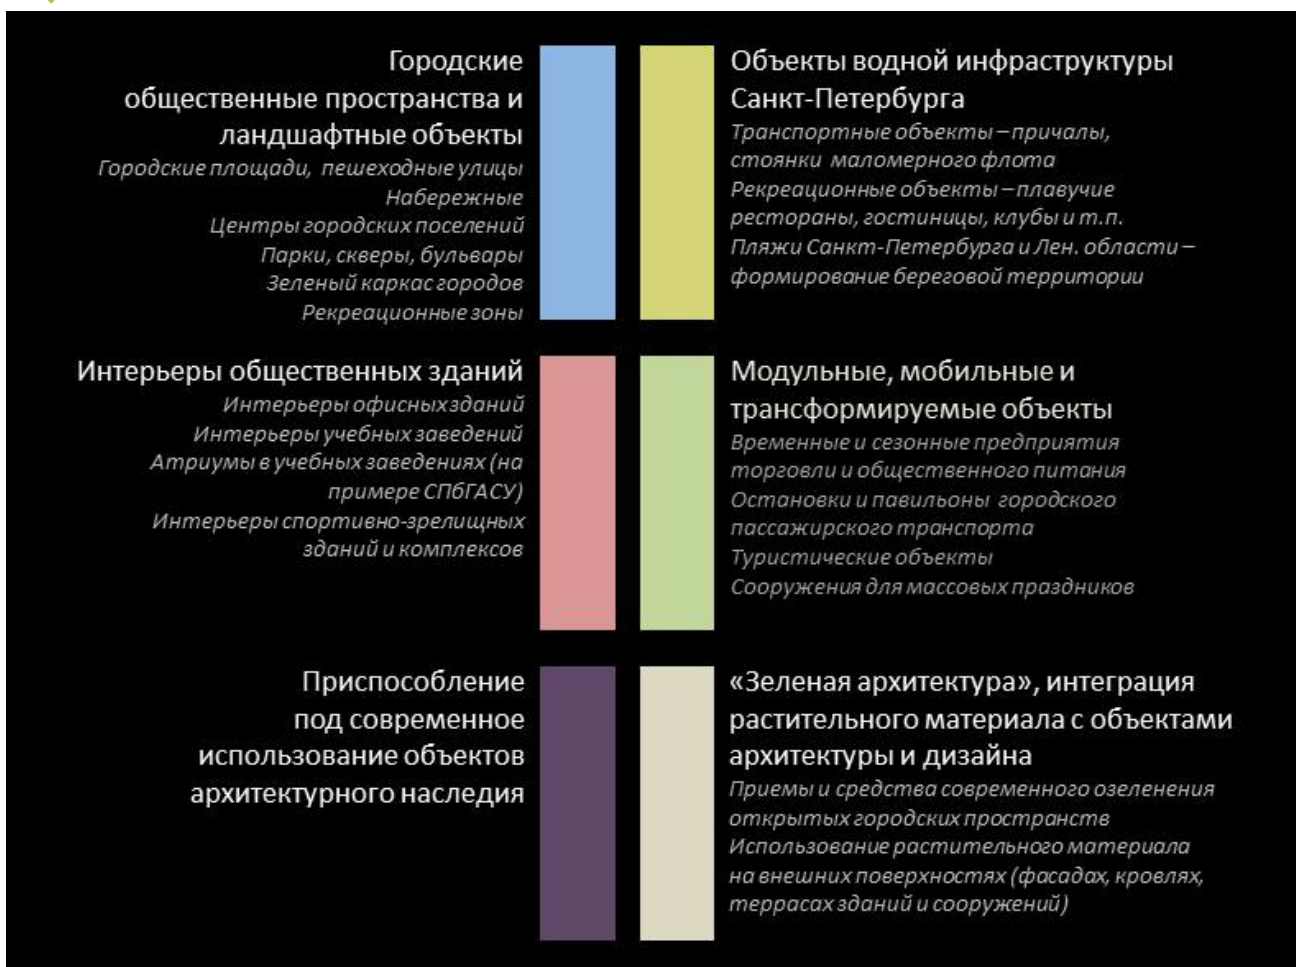 Городские
общественные пространства и
ландшафтные объекты
Городские площади, пешеходные улицы
Набережные
Центры городских поселений
Парки, скверы, бульвары
Зеленый каркас городов
Рекреационные зоны
Объекты водной инфраструктуры
Санкт-Петербурга
Транспортные объекты – причалы,
стоянки маломерного флота
Рекреационные объекты – плавучие
рестораны, гостиницы, клубы и т.п.
Пляжи Санкт-Петербурга и Лен. области –
формирование береговой территории
Интерьеры общественных зданий
Интерьеры офисных зданий
Интерьеры учебных заведений
Атриумы в учебных заведениях (на
примере СПбГАСУ)
Интерьеры спортивно-зрелищных
зданий и комплексов
Модульные, мобильные и
трансформируемые объекты
Временные и сезонные предприятия
торговли и общественного питания
Остановки и павильоны городского
пассажирского транспорта
Туристические объекты
Сооружения для массовых праздников
Приспособление
под современное
использование объектов
архитектурного наследия
«Зеленая архитектура», интеграция
растительного материала с объектами
архитектуры и дизайна
Приемы и средства современного озеленения
открытых городских пространств
Использование растительного материала
на внешних поверхностях (фасадах, кровлях,
террасах зданий и сооружений)